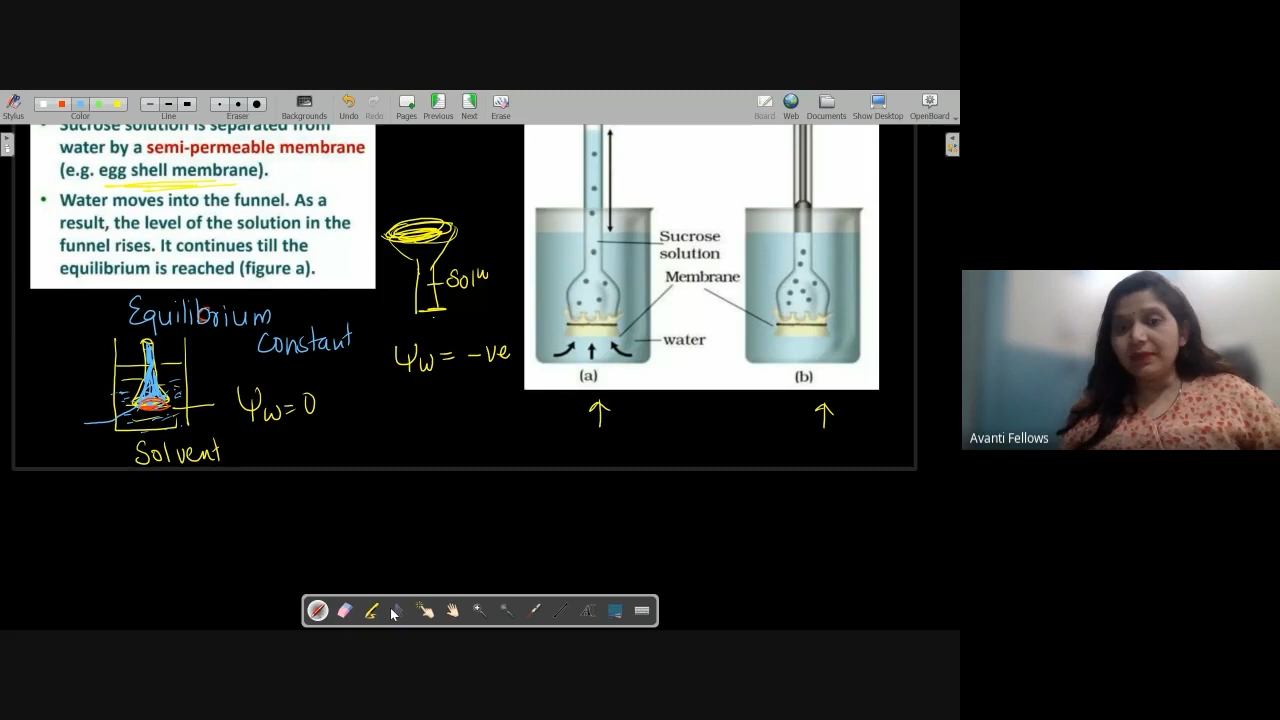 Stylus
Color
Line
Eraser
Backgrounds
Undo
Redo
Pages
Previous
Next
Erase
Board
Web
Documents
Show Desktop
OpenBoard
Sucrose solution is separated from
water by a semi-permeable membrane
(e.g. egg shell membrane).
• Water moves into the funnel. As a
result, the level of the solution in the
funnel rises. It continues till the
equilibrium is reached (figure a).
Equilibrium
constant
Ψw = 0
Solvent
Solⁿ
Ψw = -ve
Sucrose
solution
Membrane
water
(a)
(b)
Avanti Fellows